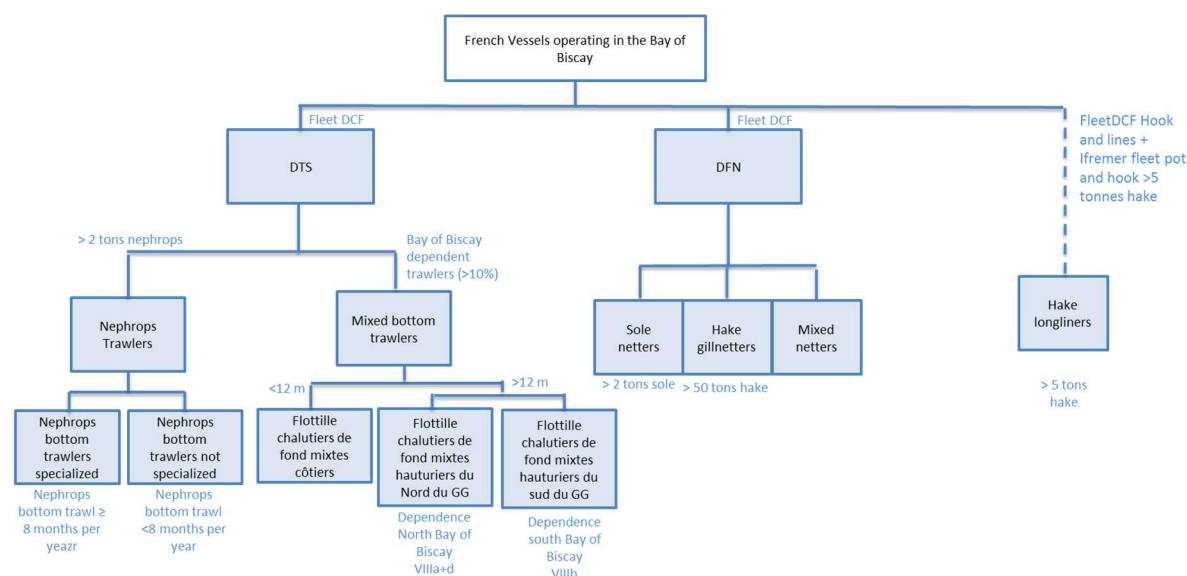 French Vessels operating in the Bay of
Biscay
Fleet DCF
Fleet DCF
FleetDCF Hook
and lines +
Ifremer fleet pot
and hook >5
tonnes hake
DTS
DFN
> 2 tons nephrops
Bay of Biscay
dependent
trawlers (>10%)
Nephrops
Trawlers
Mixed bottom
trawlers
Sole
netters
Hake
gillnetters
Mixed
netters
Hake
longliners
> 2 tons sole
> 50 tons hake
> 5 tons
hake
<12 m
>12 m
Nephrops
bottom
trawlers
specialized
Nephrops
bottom
trawlers not
specialized
Flottille
chalutiers de
fond mixtes
côtiers
Flottille
chalutiers de
fond mixtes
hauturiers du
Nord du GG
Flottille
chalutiers de
fond mixtes
hauturiers du
sud du GG
Nephrops
bottom trawl ≥
8 months per
yeazr
Nephrops
bottom trawl
<8 months per
year
Dependence
North Bay of
Biscay
VIIIa+d
Dependence
south Bay of
Biscay
VIIIb